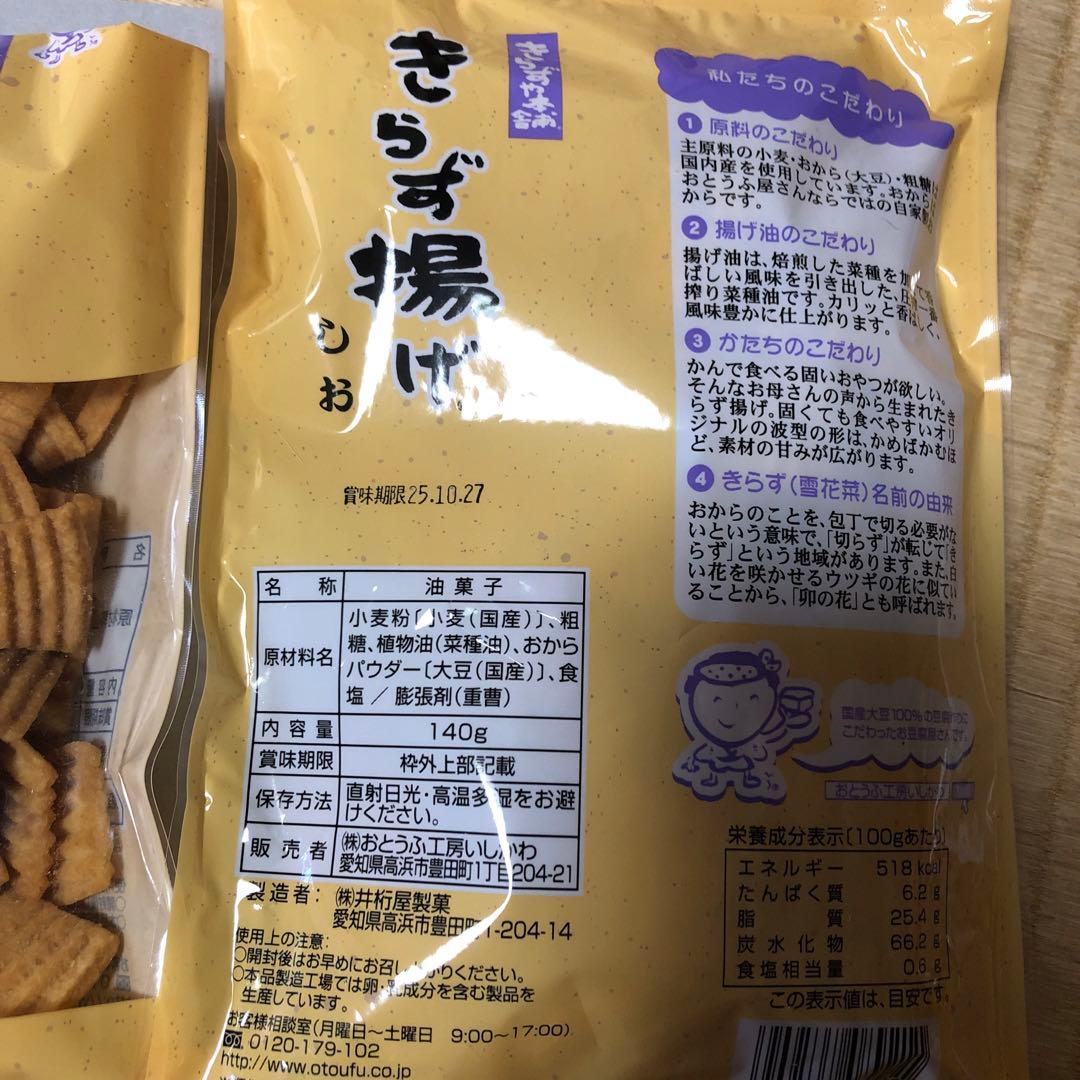 きらずや本舗
きらず揚げ
しお
賞味期限25.10.27
名称 油菓子
原材料名 小麦粉〔小麦(国産)〕、粗
糖、植物油(菜種油)、おから
パウダー〔大豆(国産)〕、食
塩/膨張剤(重曹)
内容量 140g
賞味期限 枠外上部記載
保存方法 直射日光・高温多湿をお避
けください。
販売者 ㈱おとうふ工房いしかわ
愛知県高浜市豊田町1丁目204-21
製造者: ㈱井桁屋製菓
愛知県高浜市豊田町1-204-14
使用上の注意:
○開封後はお早めにお召し上がりください。
○本品製造工場では卵・乳成分を含む製品を
生産しています。
お客様相談室(月曜日～土曜日 9:00～17:00)
0120-179-102
http://www.otoufu.co.jp
私たちのこだわり
1 原料のこだわり
主原料の小麦・おから(大豆)・粗糖は
国内産を使用しています。おからは
おとうふ屋さんならではの自家製
からです。
2 揚げ油のこだわり
揚げ油は、焙煎した菜種を加
ばしい風味を引き出した、圧搾一番
搾り菜種油です。カリッと香ばしく、
風味豊かに仕上がります。
3 かたちのこだわり
かんで食べる固いおやつが欲しい。
そんなお母さんの声から生まれたき
らず揚げ。固くても食べやすいオリ
ジナルの波型の形は、かめばかむほ
ど、素材の甘みが広がります。
4 きらず(雪花菜)名前の由来
おからのことを、包丁で切る必要がな
いという意味で、「切らず」が転じて「き
らず」という地域があります。また、白
い花を咲かせるウツギの花に似てい
ることから、「卯の花」とも呼ばれます。
国産大豆100%の豆腐作りに
こだわったお豆腐屋さんです。
おとうふ工房いしかわ
栄養成分表示〔100gあたり〕
エネルギー 518 kcal
たんぱく質 6.2 g
脂質 25.4 g
炭水化物 66.2 g
食塩相当量 0.6 g
この表示値は、目安です。